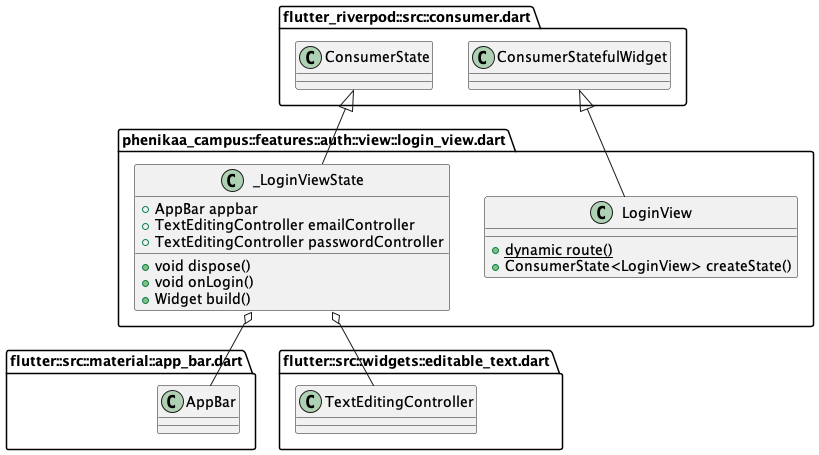 flutter_riverpod::src::consumer.dart
C ConsumerState
C ConsumerStatefulWidget
phenikaa_campus::features::auth::view::login_view.dart
C _LoginViewState
AppBar appbar
TextEditingController emailController
TextEditingController passwordController
void dispose()
void onLogin()
Widget build()
C LoginView
dynamic route()
ConsumerState<LoginView> createState()
flutter::src::material::app_bar.dart
C AppBar
flutter::src::widgets::editable_text.dart
C TextEditingController